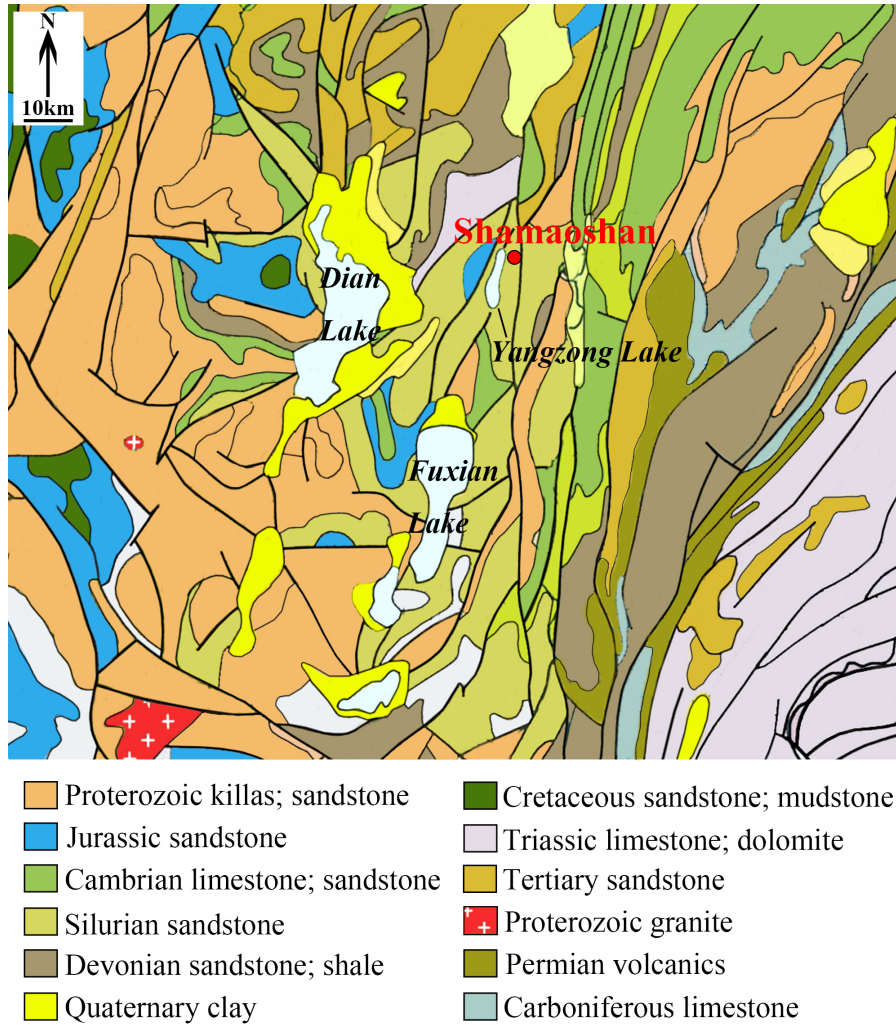 N
10km
Shamaoshan
Dian
Lake
Yangzong Lake
Fuxian
Lake
Proterozoic killas; sandstone
Jurassic sandstone
Cambrian limestone; sandstone
Silurian sandstone
Devonian sandstone; shale
Quaternary clay
Cretaceous sandstone; mudstone
Triassic limestone; dolomite
Tertiary sandstone
Proterozoic granite
Permian volcanics
Carboniferous limestone